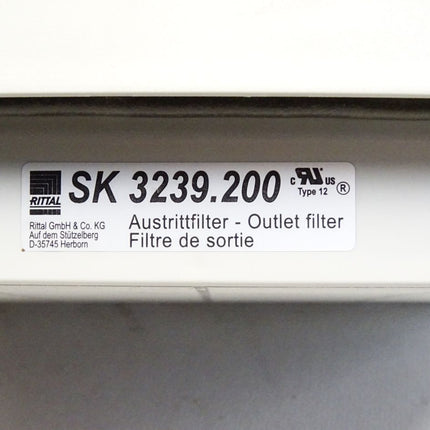 RITTAL
SK 3239.200
c RU US
Type 12 ®
Rittal GmbH & Co. KG
Auf dem Stützelberg
D-35745 Herborn
Austrittfilter - Outlet filter
Filtre de sortie